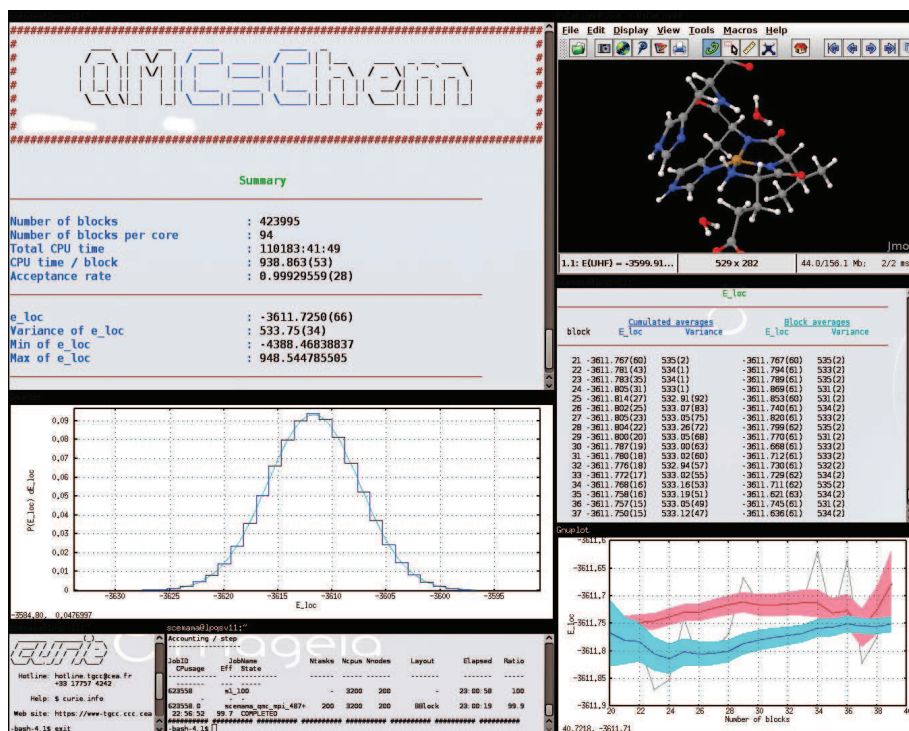 QMC=Chem
Summary
Number of blocks : 423995
Number of blocks per core : 94
Total CPU time : 110183:41:49
CPU time / block : 938.863(53)
Acceptance rate : 0.99929559(28)
e_loc : -3611.7250(66)
Variance of e_loc : 533.75(34)
Min of e_loc : -4388.46838837
Max of e_loc : 948.544785505
File Edit Display View Tools Macros Help
Jmo
1.1: E(UHF) = -3599.91... 529 x 282 44.0/156.1 Mb; 2/2 ms
E_loc
Cumulated averages Block averages
block E_loc Variance E_loc Variance
21 -3611.767(60) 535(2) -3611.767(60) 535(2)
22 -3611.781(43) 534(1) -3611.794(61) 534(2)
23 -3611.783(35) 534(1) -3611.789(61) 535(2)
24 -3611.805(31) 533(1) -3611.869(61) 531(2)
25 -3611.814(27) 532.91(92) -3611.853(60) 531(2)
26 -3611.802(25) 533.07(83) -3611.740(61) 534(2)
27 -3611.805(23) 533.05(75) -3611.820(61) 533(2)
28 -3611.804(22) 533.26(72) -3611.799(62) 535(2)
29 -3611.800(20) 533.05(68) -3611.770(61) 531(2)
30 -3611.787(19) 533.00(63) -3611.668(61) 533(2)
31 -3611.780(18) 533.02(60) -3611.712(61) 533(2)
32 -3611.776(18) 532.94(57) -3611.730(61) 532(2)
33 -3611.772(17) 533.02(55) -3611.729(62) 534(2)
34 -3611.768(16) 533.16(53) -3611.711(62) 535(2)
35 -3611.758(16) 533.19(51) -3611.621(63) 534(2)
36 -3611.757(15) 533.05(49) -3611.745(61) 531(2)
37 -3611.750(15) 533.12(47) -3611.636(61) 534(2)
P(E_loc) dE_loc
0,09
0,08
0,07
0,06
0,05
0,04
0,03
0,02
0,01
0
-3630 -3625 -3620 -3615 -3610 -3605 -3600 -3595
E_loc
-3584,80, 0,0476997
Gnuplot
E_loc
-3611,6
-3611,65
-3611,7
-3611,75
-3611,8
-3611,85
-3611,9
20 22 24 26 28 30 32 34 36 38 40
Number of blocks
40,7218, -3611,71
curie
Hotline: hotline.tgcc@cea.fr
+33 17757 4242
Help: $ curie.info
Web site: https://www-tgcc.ccc.cea
-bash-4.1$ exit
scemama@lpqsv11:~
mageia
Accounting / step
JobID JobName Ntasks Ncpus Nnodes Layout Elapsed Ratio
CPusage Eff State
623558 sl_100 - 3200 200 - 23:00:58 100
623558.0 scemama_qmc_mpi_487+ 200 3200 200 BBlock 23:00:19 99.9
22:56:52 99.7 COMPLETED
-bash-4.1$